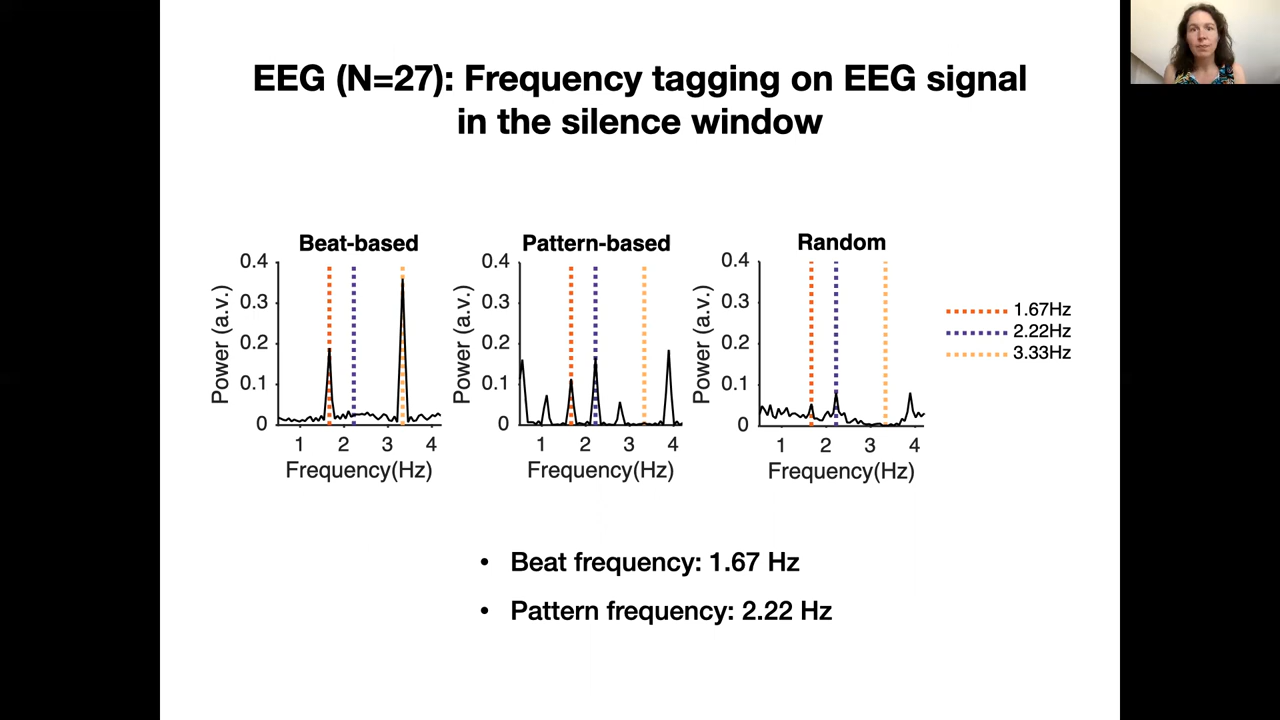 EEG (N=27): Frequency tagging on EEG signal
in the silence window
Beat-based
0.4
0.3
0.2
0.1
0
Power (a.v.)
1 2 3 4
Frequency(Hz)
Pattern-based
0.4
0.3
0.2
0.1
0
Power (a.v.)
1 2 3 4
Frequency(Hz)
Random
0.4
0.3
0.2
0.1
0
Power (a.v.)
1 2 3 4
Frequency(Hz)
1.67Hz
2.22Hz
3.33Hz
• Beat frequency: 1.67 Hz
• Pattern frequency: 2.22 Hz